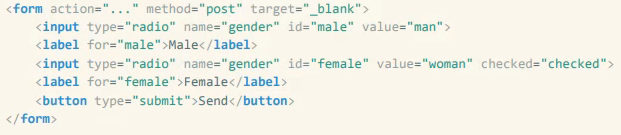 <form action="..." method="post" target="_blank">
    <input type="radio" name="gender" id="male" value="man">
    <label for="male">Male</label>
    <input type="radio" name="gender" id="female" value="woman" checked="checked">
    <label for="female">Female</label>
    <button type="submit">Send</button>
</form>